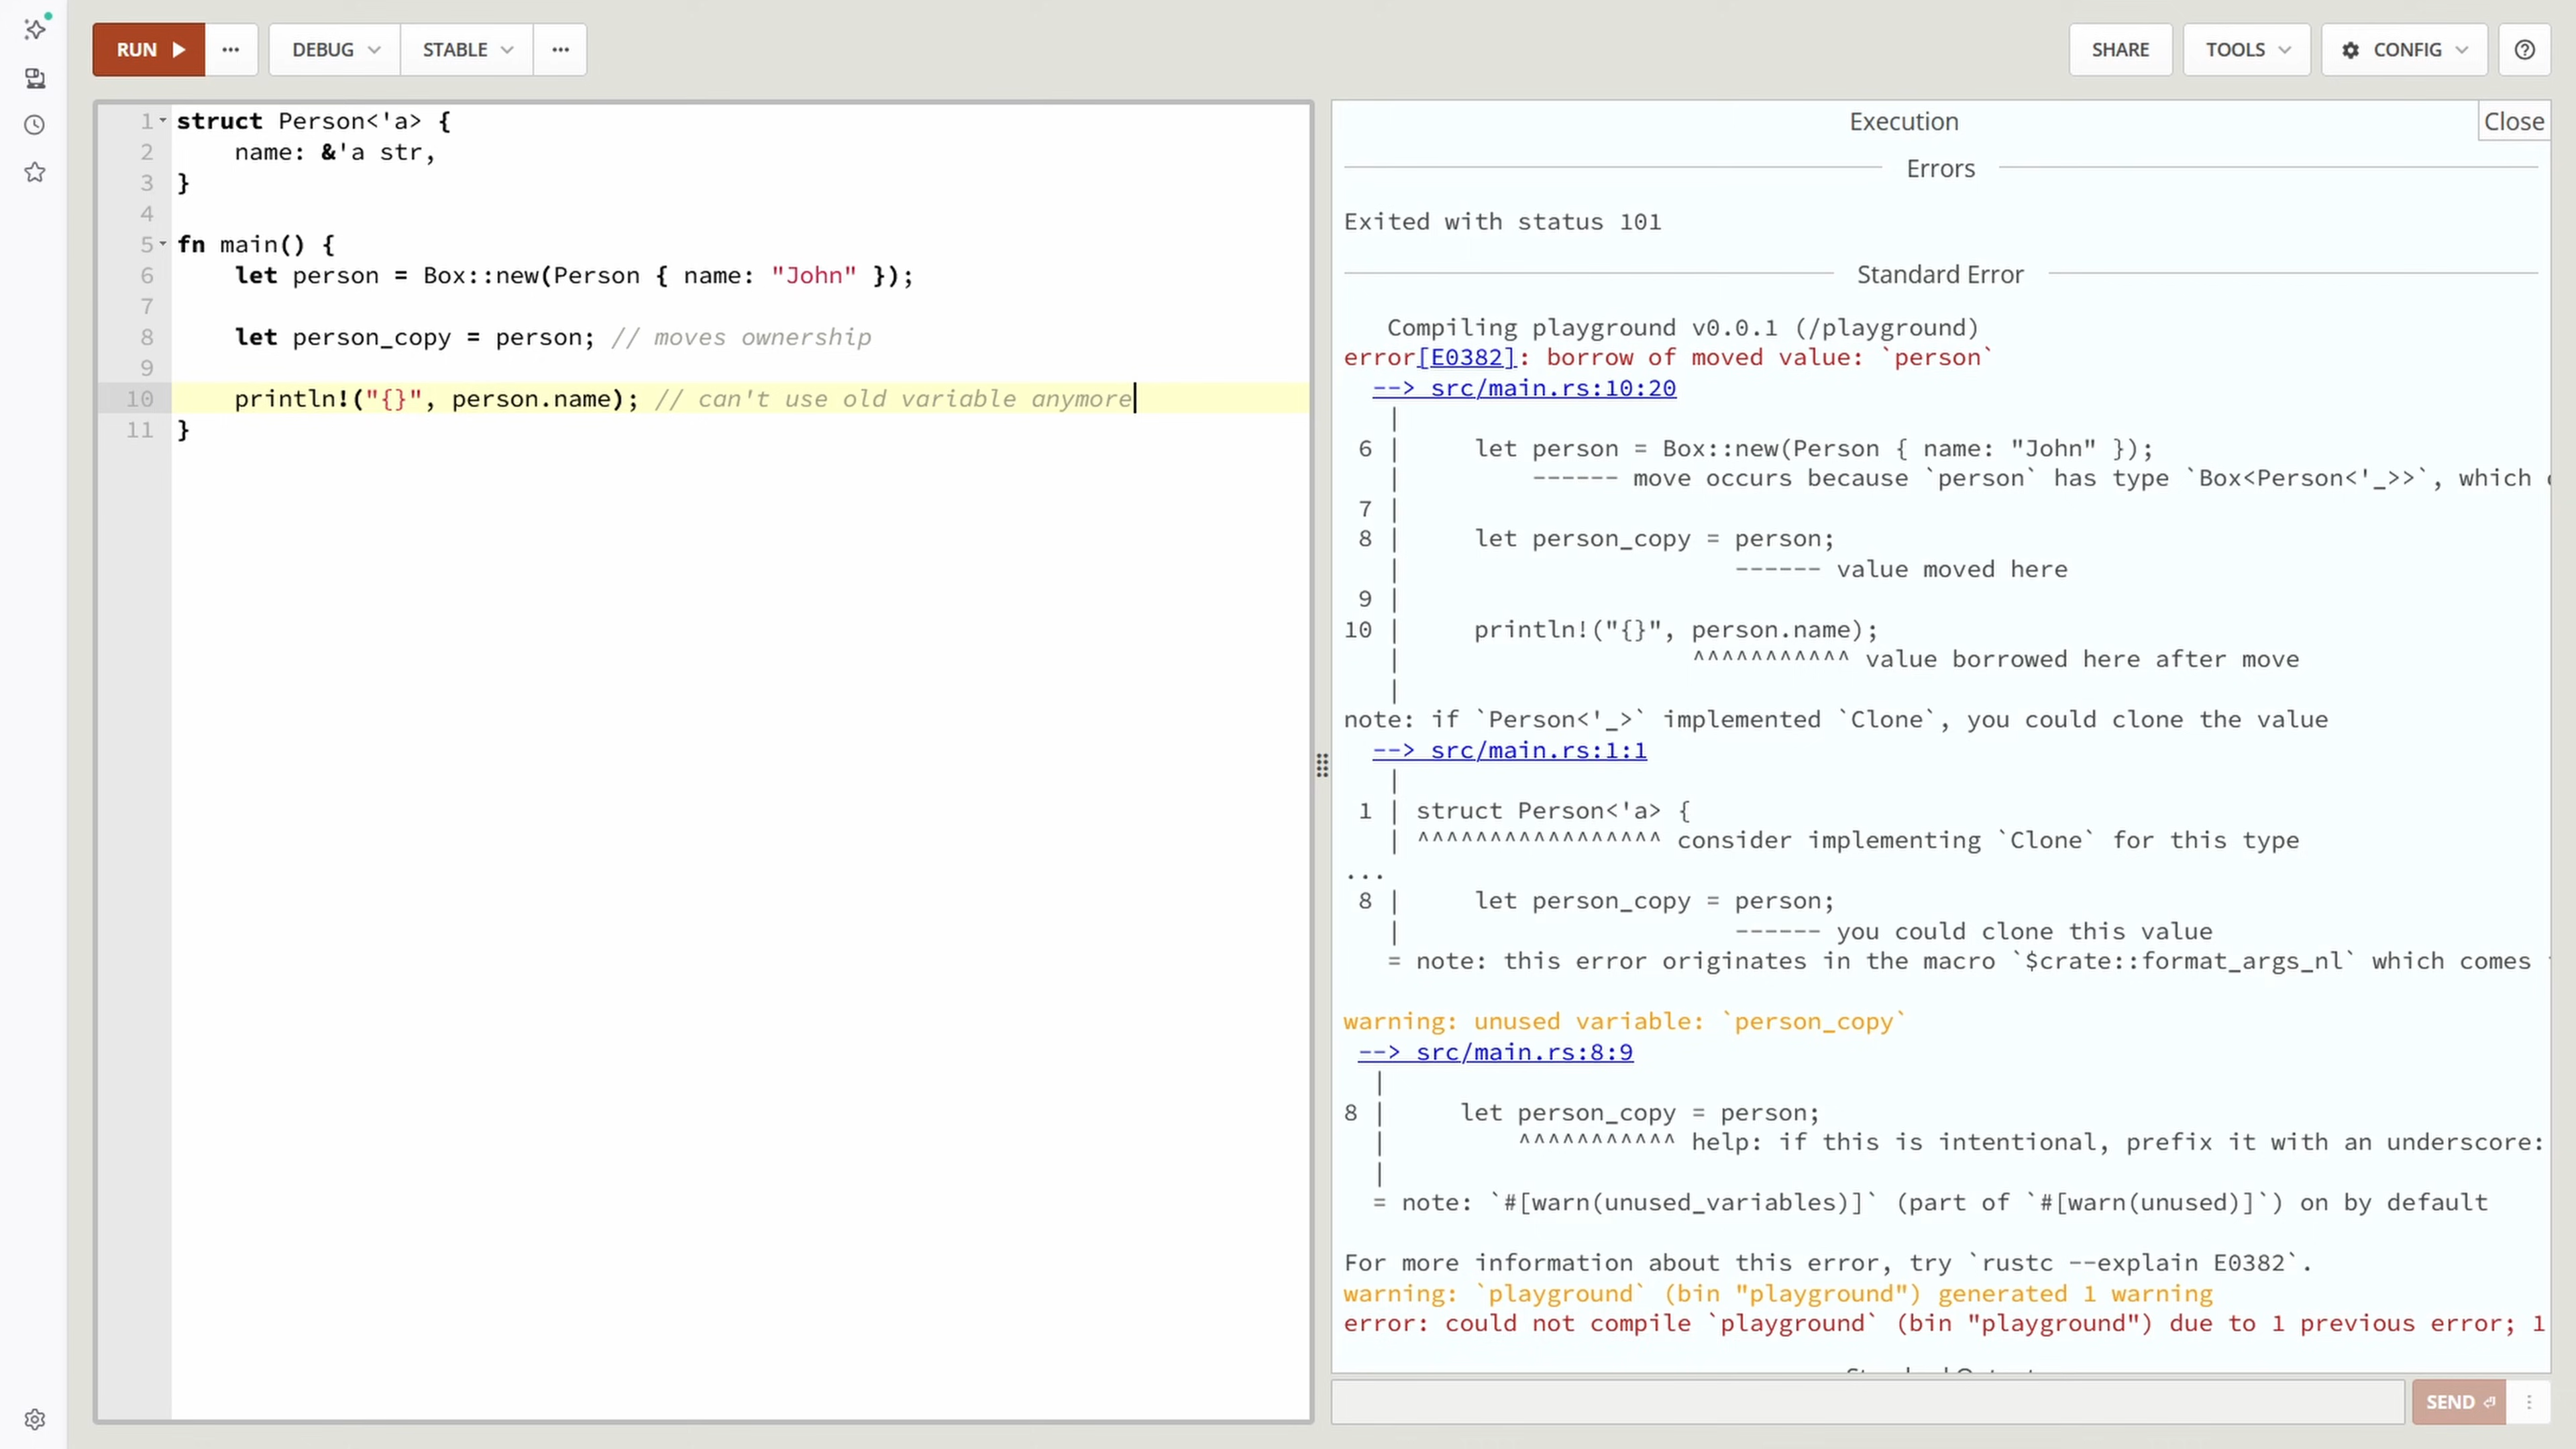 RUN ▶ ··· DEBUG STABLE ··· SHARE TOOLS CONFIG
1 struct Person<'a> {
2     name: &'a str,
3 }
4
5 fn main() {
6     let person = Box::new(Person { name: "John" });
7
8     let person_copy = person; // moves ownership
9
10     println!("{}", person.name); // can't use old variable anymore
11 }
Execution
Close
Errors
Exited with status 101
Standard Error
   Compiling playground v0.0.1 (/playground)
error[E0382]: borrow of moved value: `person`
  --> src/main.rs:10:20
   |
 6 |     let person = Box::new(Person { name: "John" });
   |         ------ move occurs because `person` has type `Box<Person<'_>>`, which
 7 |
 8 |     let person_copy = person;
   |                       ------ value moved here
 9 |
10 |     println!("{}", person.name);
   |                    ^^^^^^^^^^^ value borrowed here after move
   |
note: if `Person<'_>` implemented `Clone`, you could clone the value
  --> src/main.rs:1:1
   |
 1 | struct Person<'a> {
   | ^^^^^^^^^^^^^^^^^ consider implementing `Clone` for this type
...
 8 |     let person_copy = person;
   |                       ------ you could clone this value
   = note: this error originates in the macro `$crate::format_args_nl` which comes
warning: unused variable: `person_copy`
 --> src/main.rs:8:9
  |
8 |     let person_copy = person;
  |         ^^^^^^^^^^^ help: if this is intentional, prefix it with an underscore:
  |
  = note: `#[warn(unused_variables)]` (part of `#[warn(unused)]`) on by default
For more information about this error, try `rustc --explain E0382`.
warning: `playground` (bin "playground") generated 1 warning
error: could not compile `playground` (bin "playground") due to 1 previous error; 1
SEND